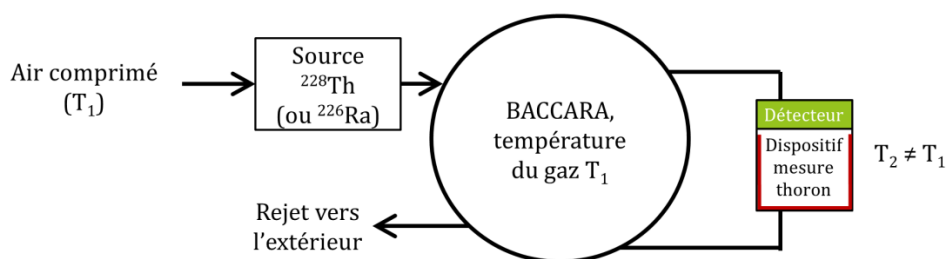 Air comprimé
(T₁)
Source
²²⁸Th
(ou ²²⁶Ra)
BACCARA,
température
du gaz T₁
Détecteur
Dispositif
mesure
thoron
T₂ ≠ T₁
Rejet vers
l'extérieur